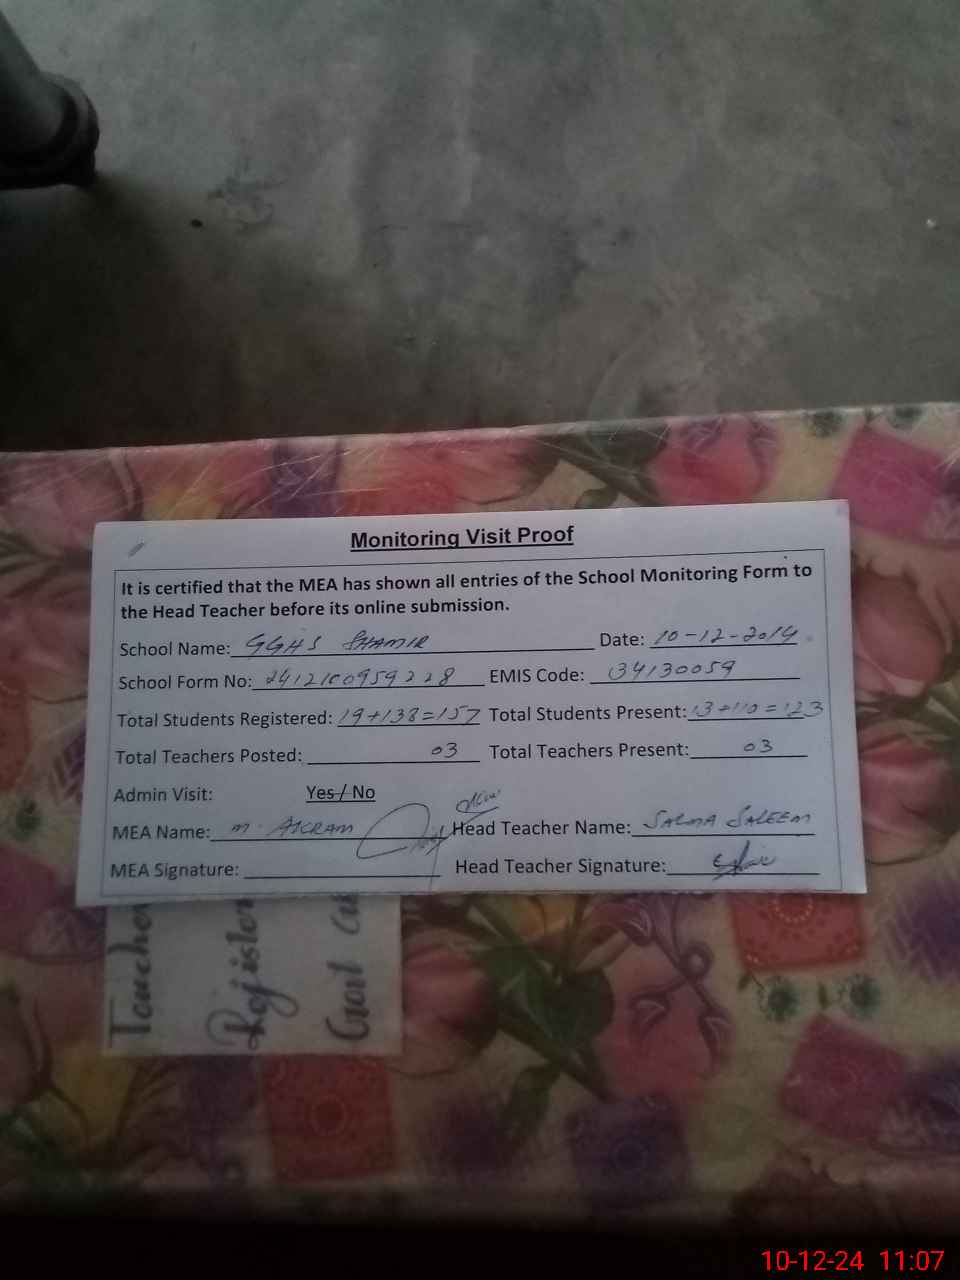 Monitoring Visit Proof
It is certified that the MEA has shown all entries of the School Monitoring Form to
the Head Teacher before its online submission.
School Name: GGHS SHAMIR Date: 10-12-2014
School Form No: 2412100959228 EMIS Code: 34130059
Total Students Registered: 19+138=157 Total Students Present: 13+110=123
Total Teachers Posted: 03 Total Teachers Present: 03
Admin Visit: Yes / No
MEA Name: M. AKRAM Head Teacher Name: SALMA SALEEM
MEA Signature: Head Teacher Signature:
Teacher
Rgister
10-12-24 11:07